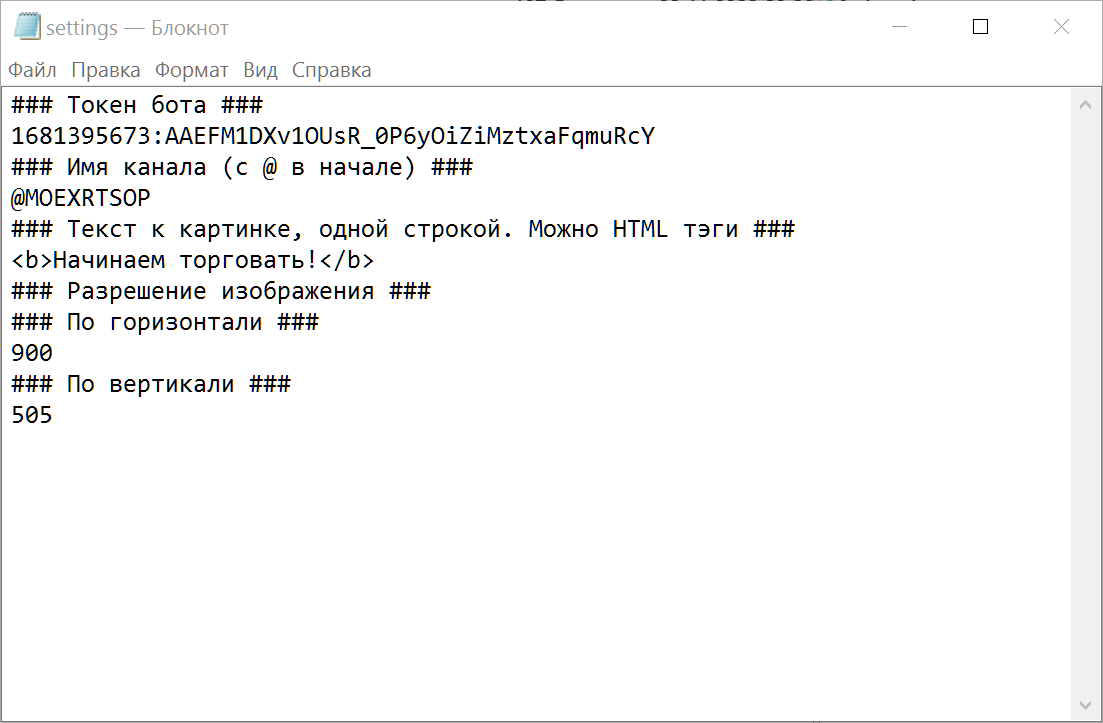 settings — Блокнот
Файл Правка Формат Вид Справка
### Токен бота ###
1681395673:AAEFM1DXv1OUsR_0P6yOiZiMztxaFqmuRcY
### Имя канала (с @ в начале) ###
@MOEXRTSOP
### Текст к картинке, одной строкой. Можно HTML тэги ###
<b>Начинаем торговать!</b>
### Разрешение изображения ###
### По горизонтали ###
900
### По вертикали ###
505